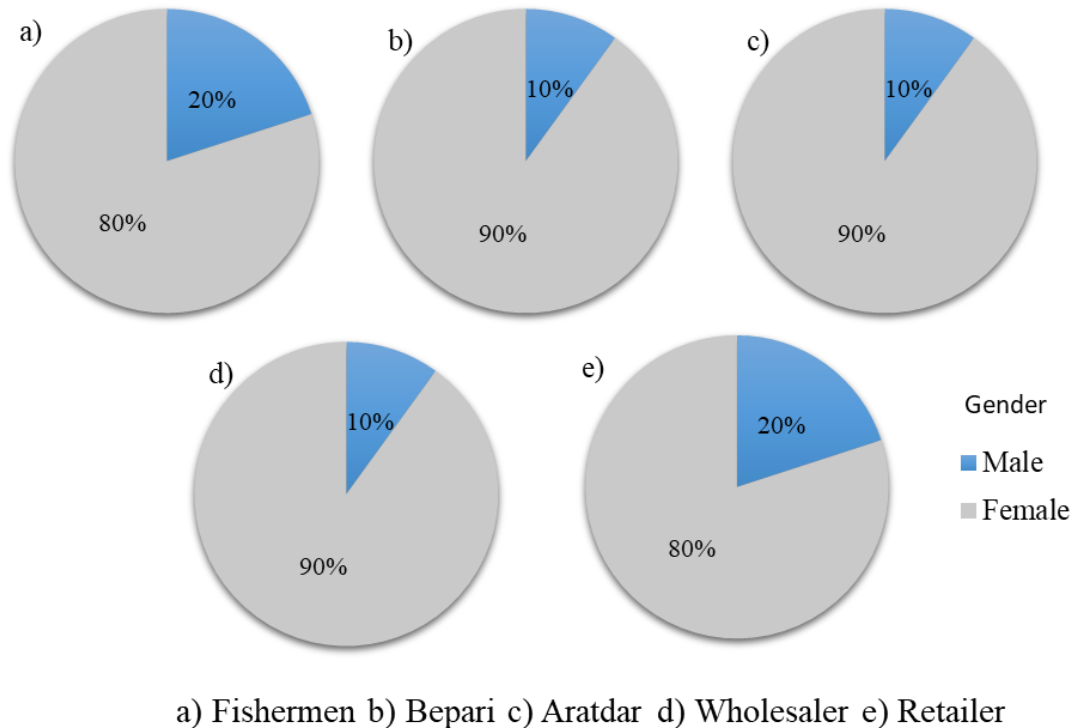 a)
20%
80%
b)
10%
90%
c)
10%
90%
d)
10%
90%
e)
20%
80%
Gender
Male
Female
a) Fishermen b) Bepari c) Aratdar d) Wholesaler e) Retailer